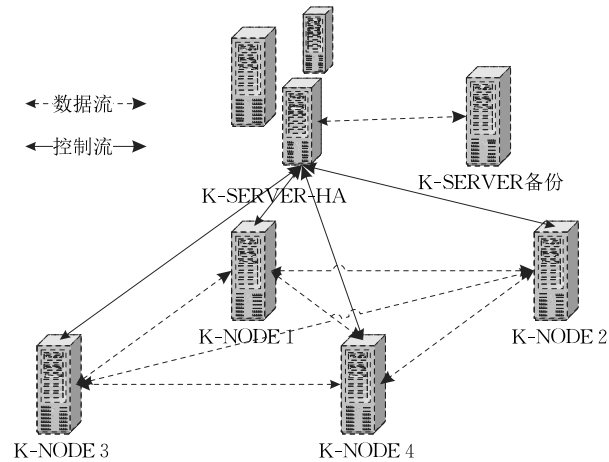 数据流
控制流
K-SERVER-HA
K-SERVER备份
K-NODE 1
K-NODE 2
K-NODE 3
K-NODE 4